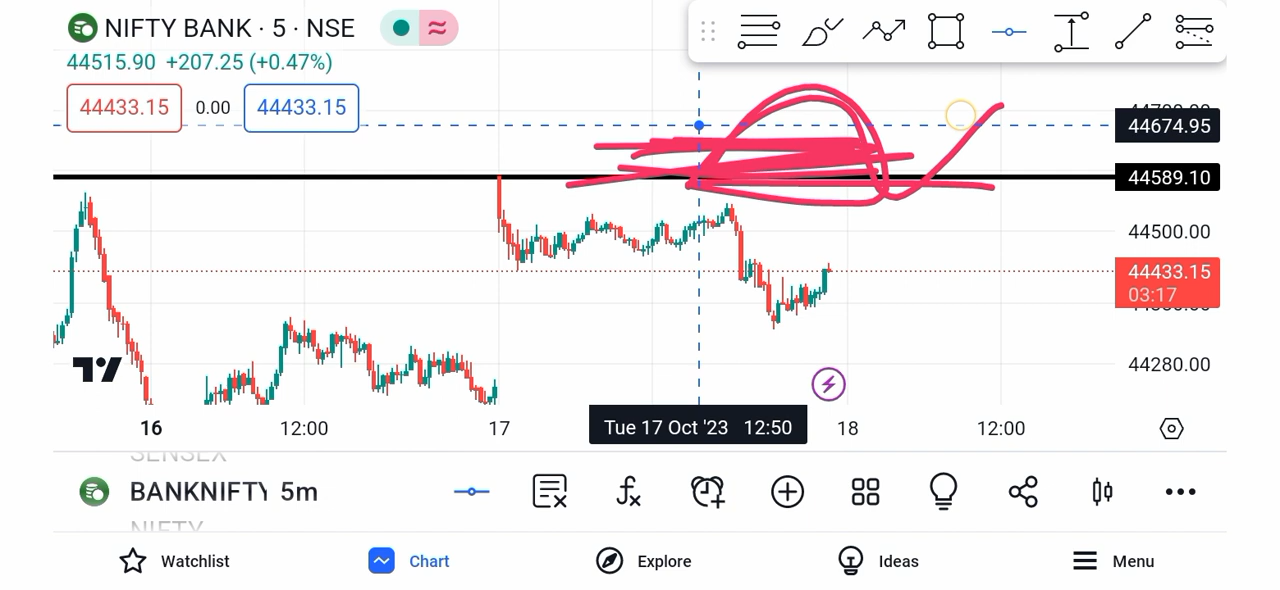 NIFTY BANK · 5 · NSE
44515.90 +207.25 (+0.47%)
44433.15 0.00 44433.15
44674.95
44589.10
44500.00
44433.15
03:17
44280.00
16 12:00 17 Tue 17 Oct '23 12:50 18 12:00
SENSEX
BANKNIFTY 5m
NIFTY
Watchlist Chart Explore Ideas Menu